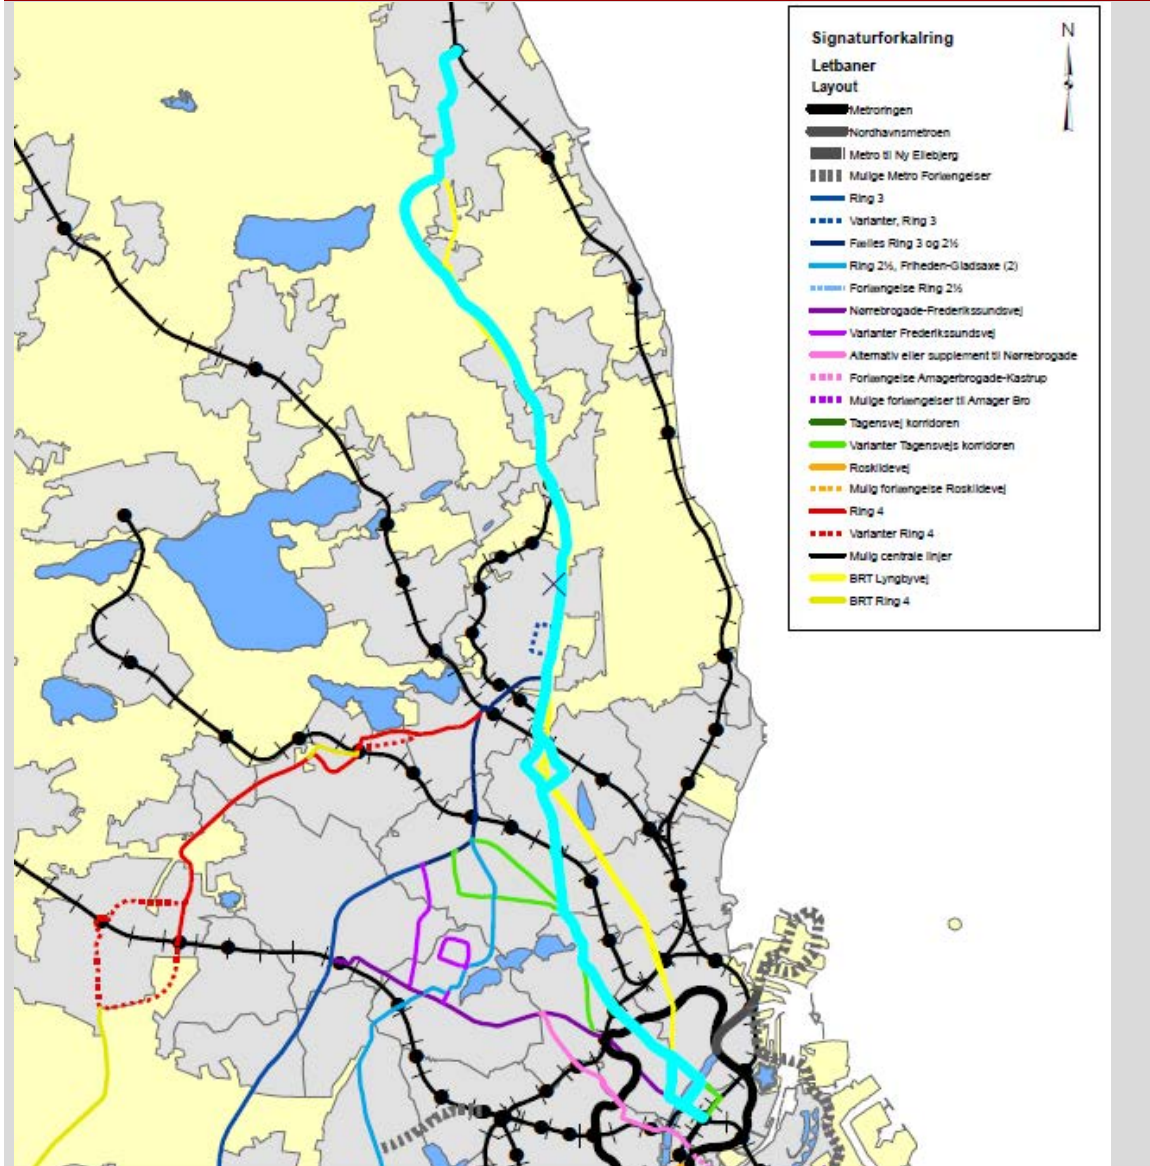 Signaturforkalring
N
Letbaner
Layout
Metroringen
Nordhavnsmetroen
Metro til Ny Ellebjerg
Mulige Metro Forlængelser
Ring 3
Varianter, Ring 3
Fælles Ring 3 og 2½
Ring 2½, Friheden-Gladsaxe (2)
Forlængelse Ring 2½
Nørrebrogade-Frederikssundsvej
Varianter Frederikssundsvej
Alternativ eller supplement til Nørrebrogade
Forlængelse Amagerbrogade-Kastrup
Mulige forlængelser til Amager Bro
Tagensvej korridoren
Varianter Tagensvejs korridoren
Roskildevej
Mulig forlængelse Roskildevej
Ring 4
Varianter Ring 4
Mulig centrale linjer
BRT Lyngbyvej
BRT Ring 4